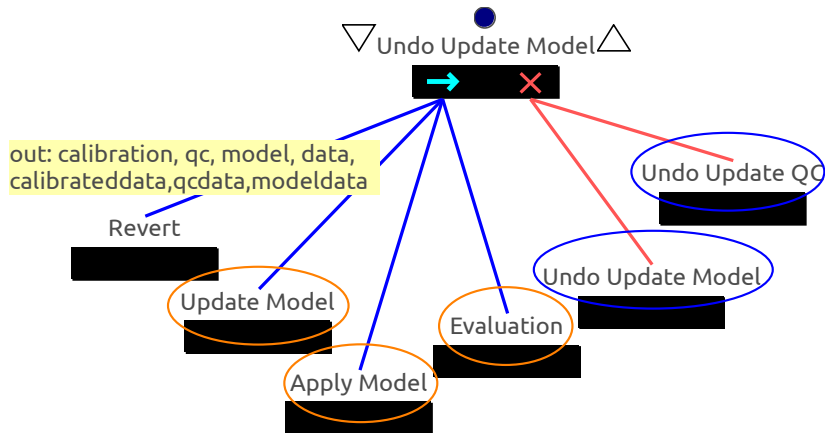 Undo Update Model
out: calibration, qc, model, data,
calibrateddata,qcdata,modeldata
Undo Update QC
Revert
Undo Update Model
Update Model
Evaluation
Apply Model